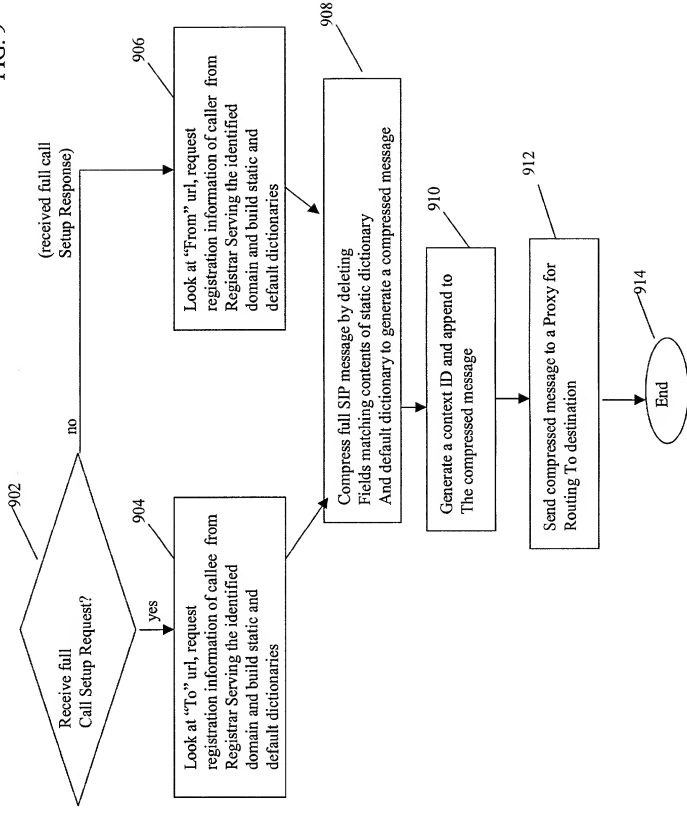 902
Receive full
Call Setup Request?
yes
no
(received full call
Setup Response)
904
Look at "To" url, request
registration information of callee from
Registrar Serving the identified
domain and build static and
default dictionaries
906
Look at "From" url, request
registration information of caller from
Registrar Serving the identified
domain and build static and
default dictionaries
908
Compress full SIP message by deleting
Fields matching contents of static dictionary
And default dictionary to generate a compressed message
910
Generate a context ID and append to
The compressed message
912
Send compressed message to a Proxy for
Routing To destination
914
End